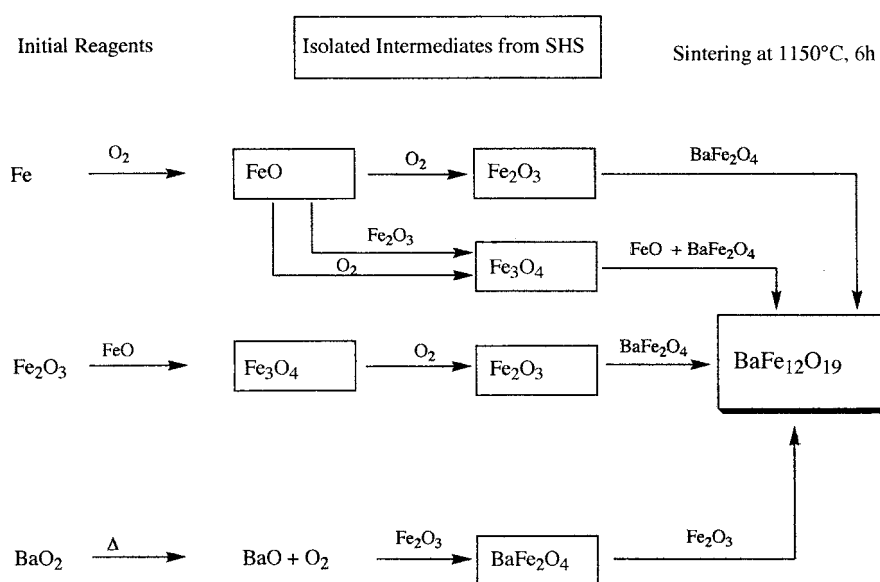 Initial Reagents
Isolated Intermediates from SHS
Sintering at 1150°C, 6h
Fe
O₂
FeO
O₂
Fe₂O₃
BaFe₂O₄
Fe₂O₃
O₂
Fe₃O₄
FeO + BaFe₂O₄
Fe₂O₃
FeO
Fe₃O₄
O₂
Fe₂O₃
BaFe₂O₄
BaFe₁₂O₁₉
BaO₂
Δ
BaO + O₂
Fe₂O₃
BaFe₂O₄
Fe₂O₃